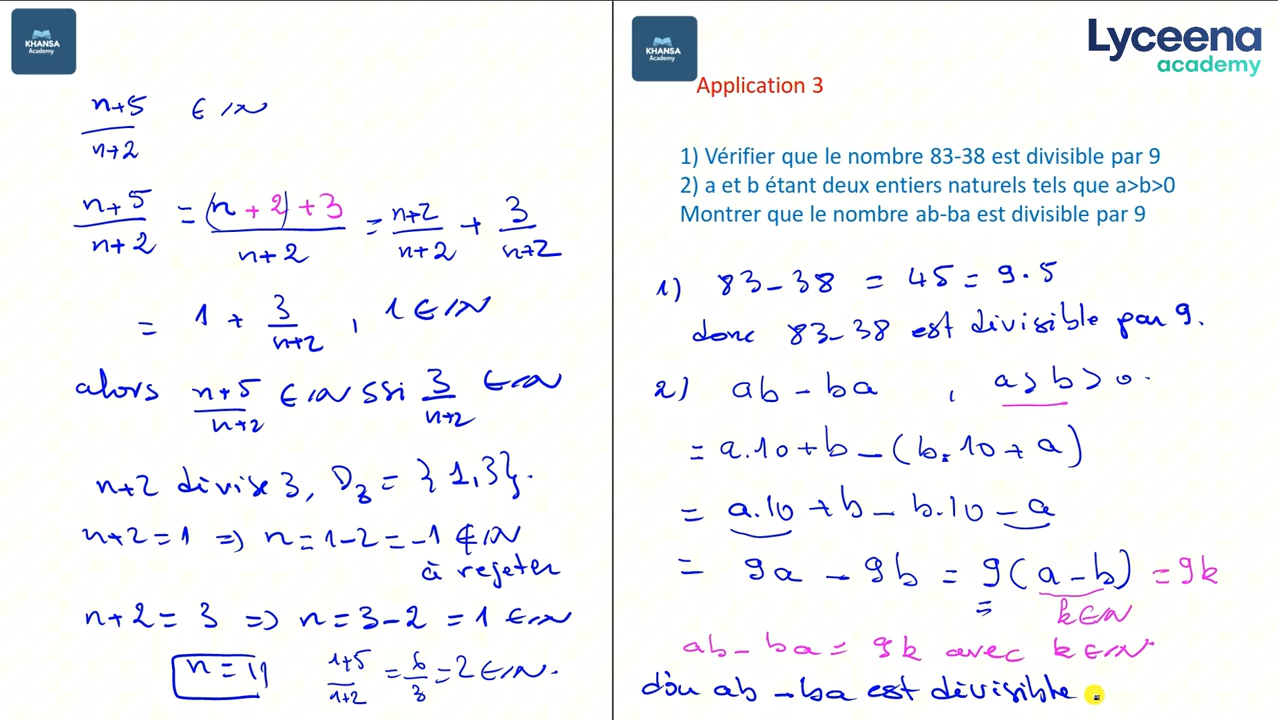 KHANSA
Academy
n+5/n+2 ∈ ℕ
n+5/n+2 = (n+2)+3/n+2 = n+2/n+2 + 3/n+2
= 1 + 3/n+2 , 1 ∈ ℕ
alors n+5/n+2 ∈ ℕ ssi 3/n+2 ∈ ℕ
n+2 divise 3, D₃ = {1,3}.
n+2=1 => n=1-2=-1 ∉ ℕ
à rejeter
n+2=3 => n=3-2=1 ∈ ℕ
n=1 1+5/1+2 = 6/3 = 2 ∈ ℕ.
KHANSA
Academy
Lyceena
academy
Application 3
1) Vérifier que le nombre 83-38 est divisible par 9
2) a et b étant deux entiers naturels tels que a>b>0
Montrer que le nombre ab-ba est divisible par 9
1) 83-38 = 45 = 9.5
donc 83-38 est divisible par 9.
2) ab - ba , a>b>0.
= a.10+b-(b.10+a)
= a.10+b-b.10-a
= 9a - 9b = 9(a-b) = 9k
k∈ℕ
ab-ba = 9k avec k∈ℕ.
d'où ab-ba est divisible